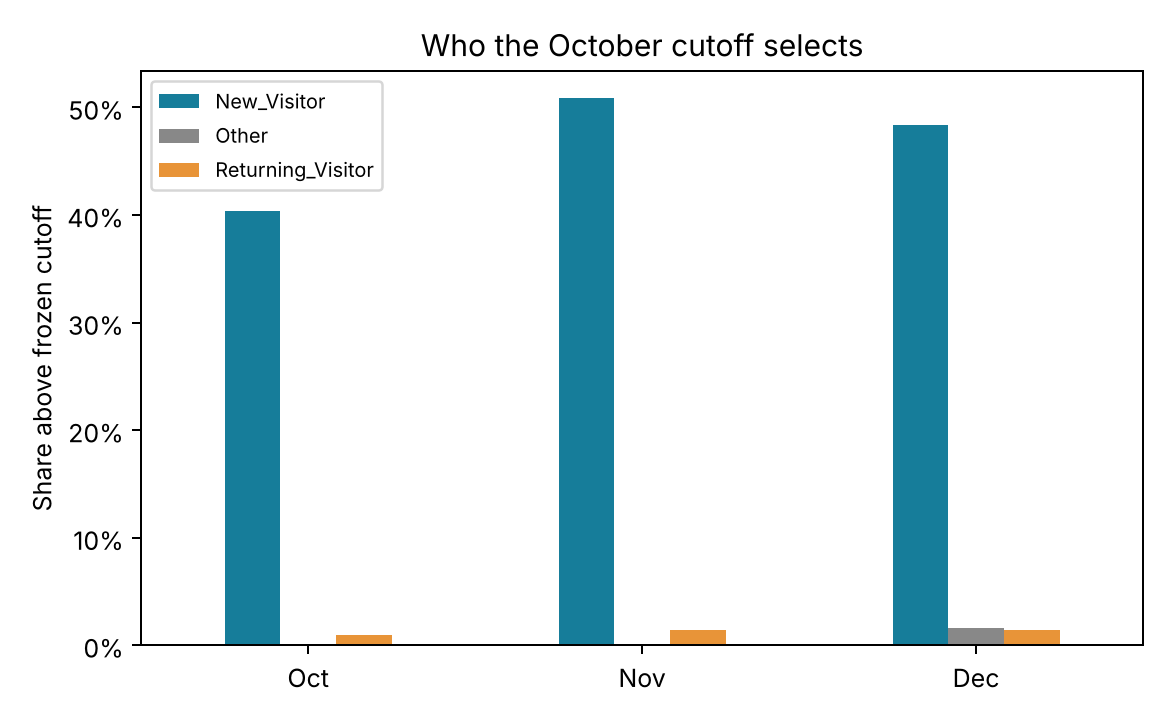 Who the October cutoff selects
New_Visitor
Other
Returning_Visitor
Share above frozen cutoff
50%
40%
30%
20%
10%
0%
Oct
Nov
Dec